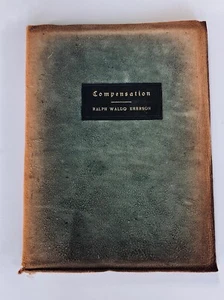 Compensation
RALPH WALDO EMERSON